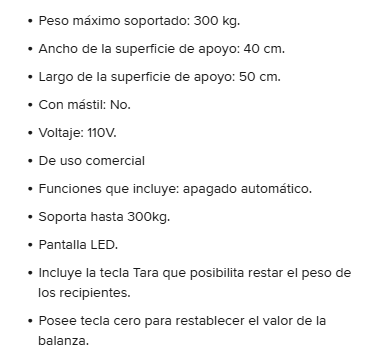 • Peso máximo soportado: 300 kg.
• Ancho de la superficie de apoyo: 40 cm.
• Largo de la superficie de apoyo: 50 cm.
• Con mástil: No.
• Voltaje: 110V.
• De uso comercial
• Funciones que incluye: apagado automático.
• Soporta hasta 300kg.
• Pantalla LED.
• Incluye la tecla Tara que posibilita restar el peso de
los recipientes.
• Posee tecla cero para restablecer el valor de la
balanza.